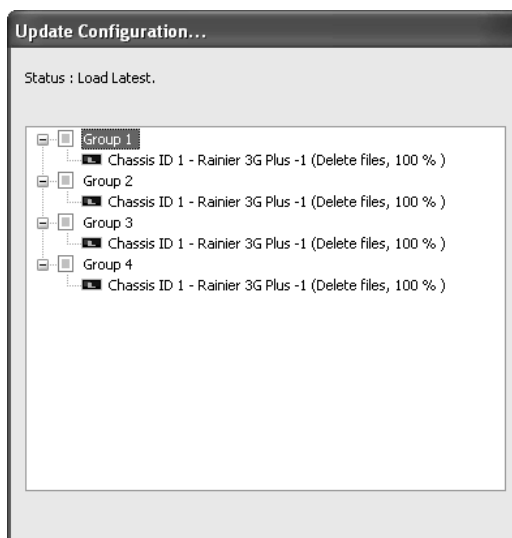 Update Configuration...
Status : Load Latest.
Group 1
Chassis ID 1 - Rainier 3G Plus -1 (Delete files, 100 % )
Group 2
Chassis ID 1 - Rainier 3G Plus -1 (Delete files, 100 % )
Group 3
Chassis ID 1 - Rainier 3G Plus -1 (Delete files, 100 % )
Group 4
Chassis ID 1 - Rainier 3G Plus -1 (Delete files, 100 % )